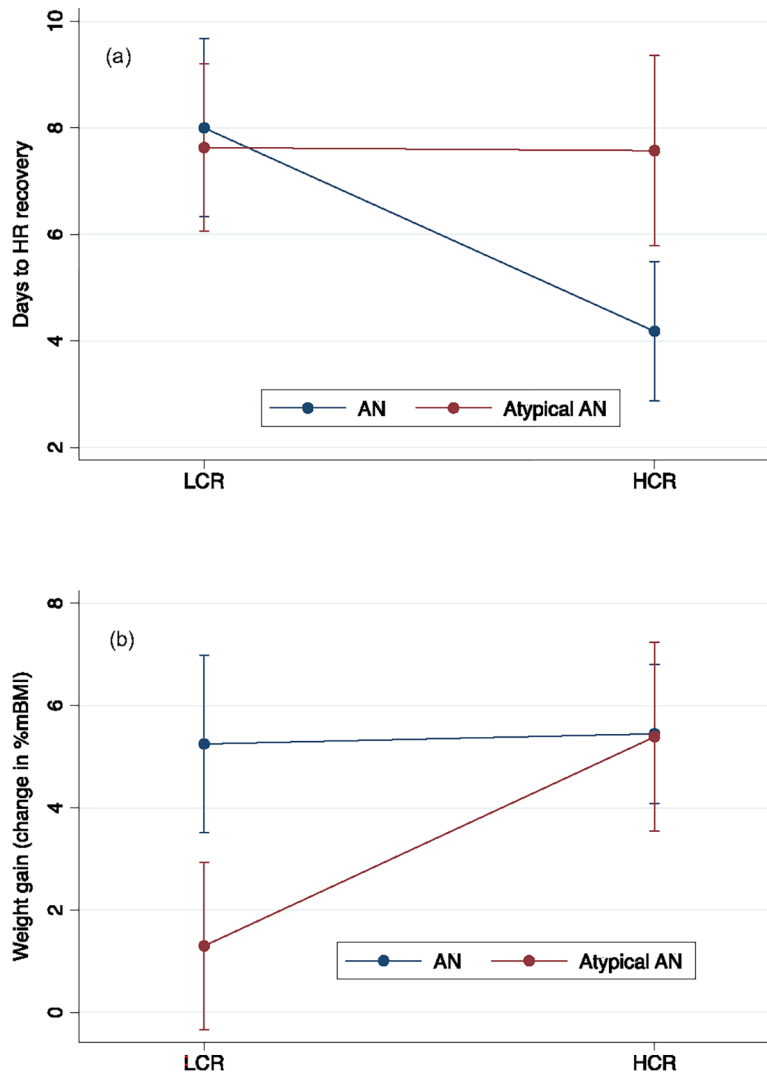 (a)
Days to HR recovery
10
8
6
4
2
AN Atypical AN
LCR HCR
(b)
Weight gain (change in %mBMI)
8
6
4
2
0
AN Atypical AN
LCR HCR